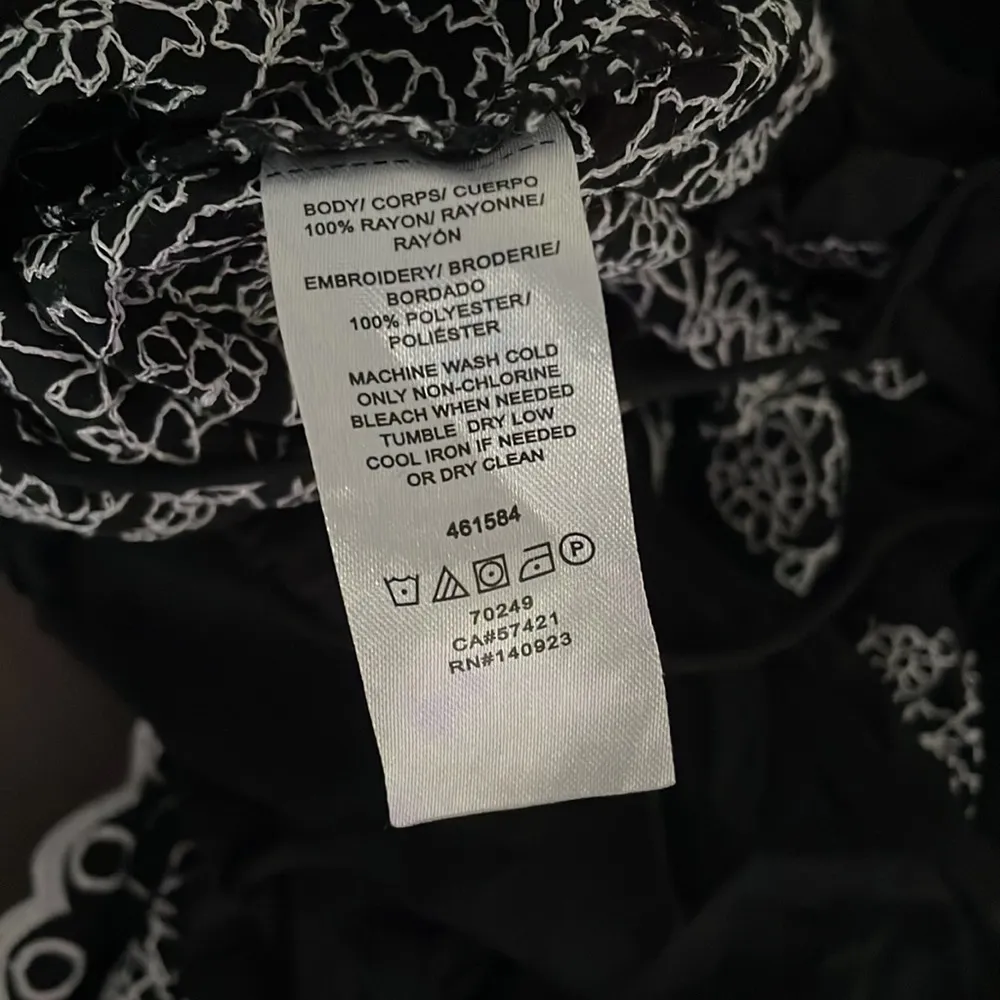 BODY/ CORPS/ CUERPO
100% RAYON/ RAYONNE/
RAYÓN
EMBROIDERY/ BRODERIE/
BORDADO
100% POLYESTER/
POLIÉSTER
MACHINE WASH COLD
ONLY NON-CHLORINE
BLEACH WHEN NEEDED
TUMBLE DRY LOW
COOL IRON IF NEEDED
OR DRY CLEAN
461584
P
70249
CA#57421
RN#140923